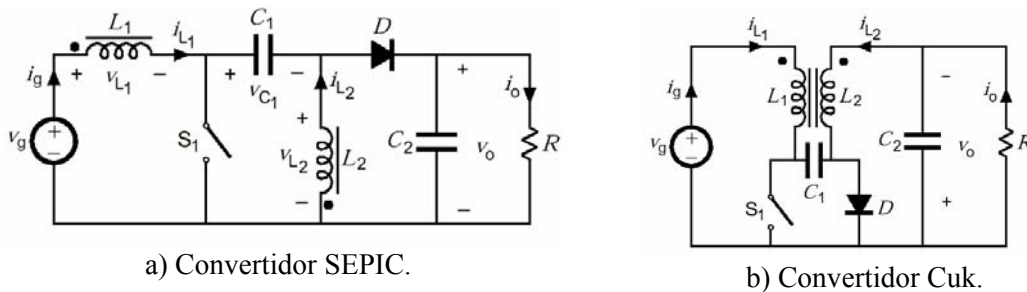 L₁
i_L₁
C₁
D
i_g
+
v_L₁
−
+
v_C₁
−
i_L₂
+
i_o
v_g
+
−
S₁
+
v_L₂
−
L₂
C₂
v_o
−
R
a) Convertidor SEPIC.
i_L₁
i_L₂
i_g
L₁
L₂
−
i_o
v_g
+
−
C₁
C₂
v_o
R
S₁
D
+
b) Convertidor Cuk.